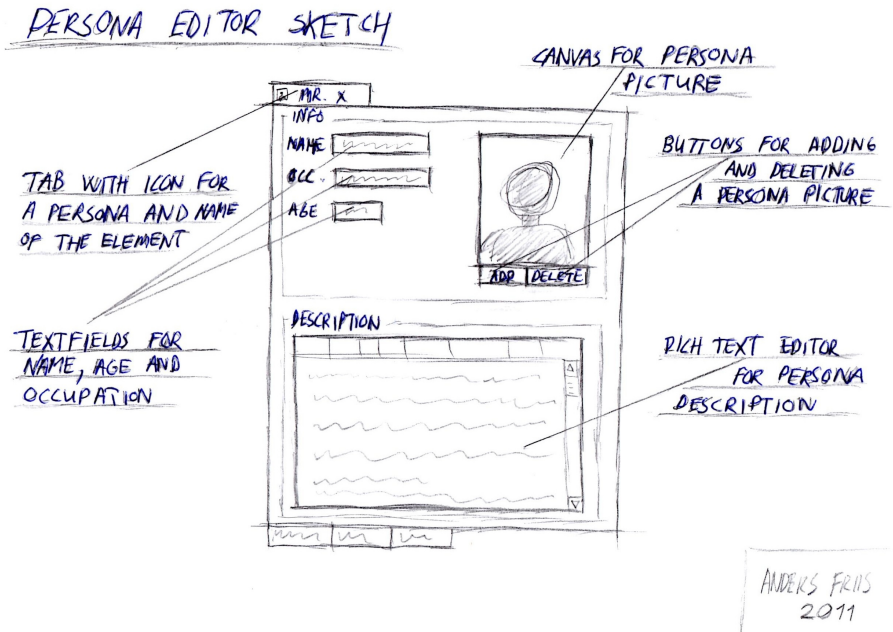 PERSONA EDITOR SKETCH
CANVAS FOR PERSONA
PICTURE
MR. X
INFO
NAME
OCC.
AGE
ADD DELETE
BUTTONS FOR ADDING
AND DELETING
A PERSONA PICTURE
TAB WITH ICON FOR
A PERSONA AND NAME
OF THE ELEMENT
TEXTFIELDS FOR
NAME, AGE AND
OCCUPATION
DESCRIPTION
RICH TEXT EDITOR
FOR PERSONA
DESCRIPTION
ANDERS FRIIS
2011